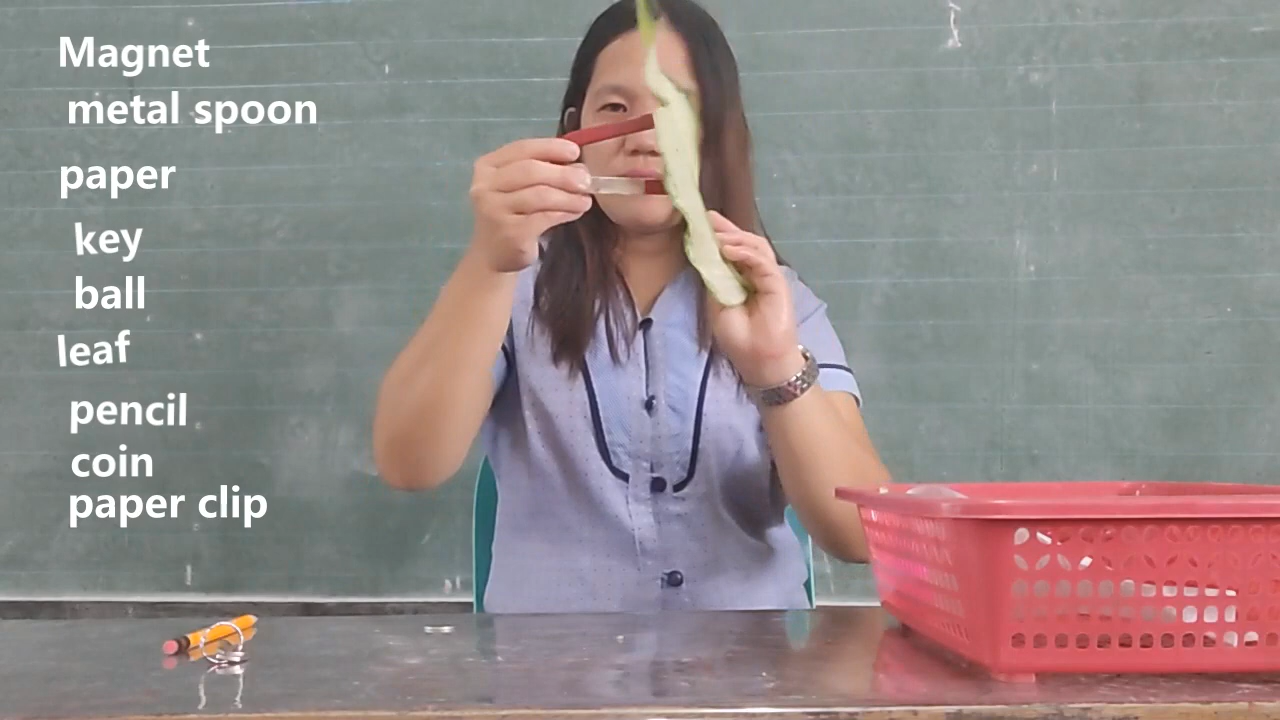 Magnet
metal spoon
paper
key
ball
leaf
pencil
coin
paper clip